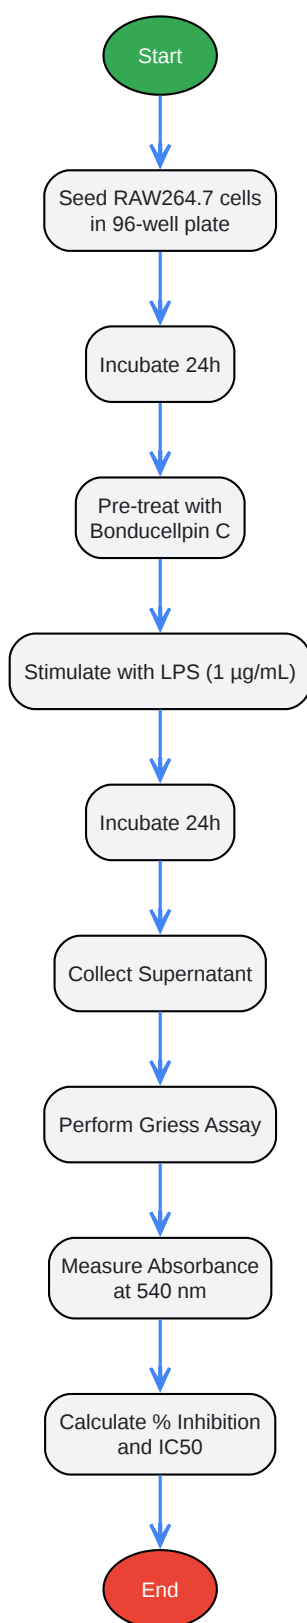 Start
Seed RAW264.7 cells
in 96-well plate
Incubate 24h
Pre-treat with
Bonducellpin C
Stimulate with LPS (1 µg/mL)
Incubate 24h
Collect Supernatant
Perform Griess Assay
Measure Absorbance
at 540 nm
Calculate % Inhibition
and IC50
End